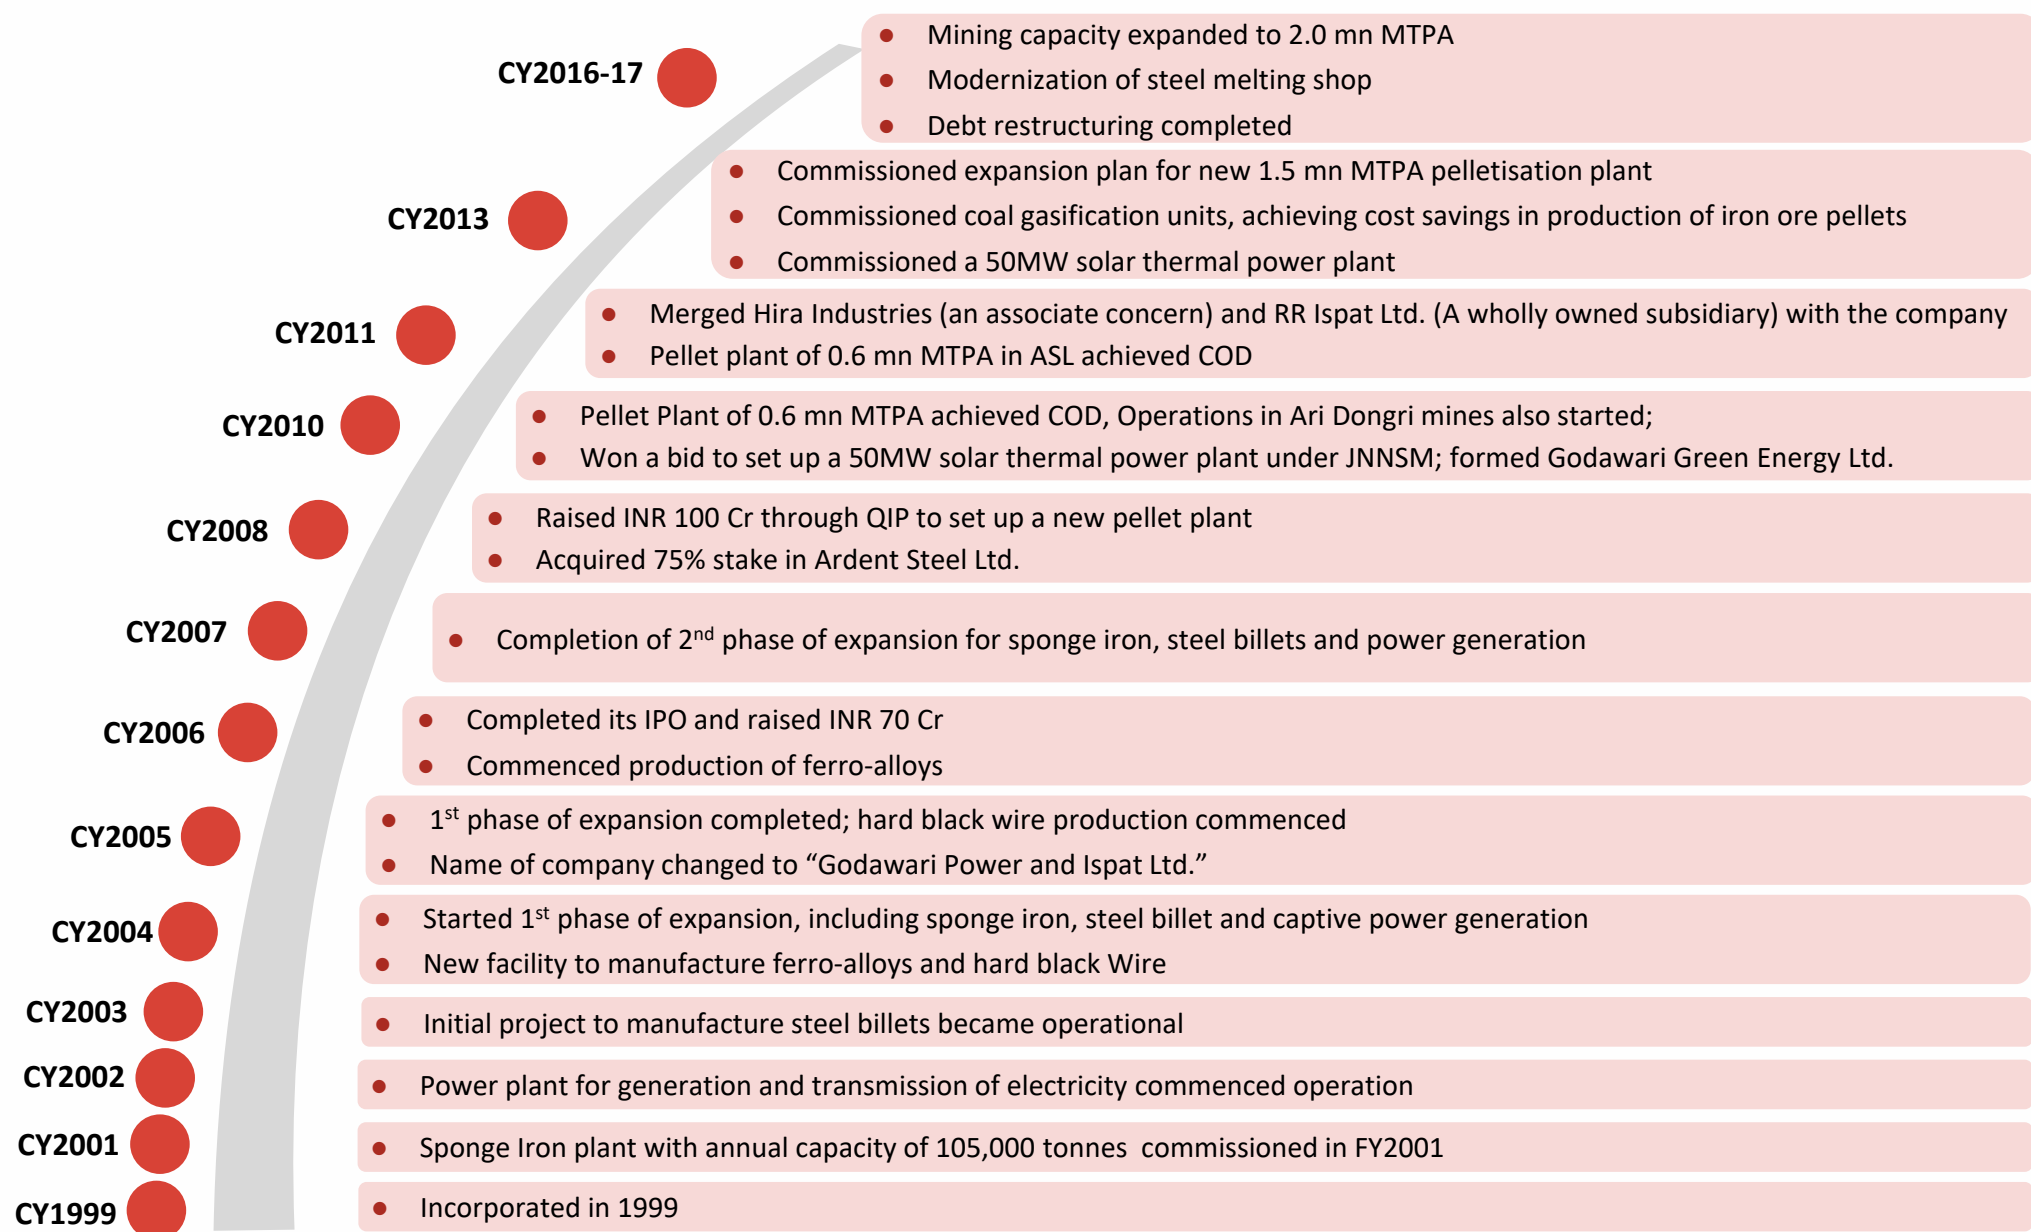 CY2016-17
● Mining capacity expanded to 2.0 mn MTPA
● Modernization of steel melting shop
● Debt restructuring completed
CY2013
● Commissioned expansion plan for new 1.5 mn MTPA pelletisation plant
● Commissioned coal gasification units, achieving cost savings in production of iron ore pellets
● Commissioned a 50MW solar thermal power plant
CY2011
● Merged Hira Industries (an associate concern) and RR Ispat Ltd. (A wholly owned subsidiary) with the company
● Pellet plant of 0.6 mn MTPA in ASL achieved COD
CY2010
● Pellet Plant of 0.6 mn MTPA achieved COD, Operations in Ari Dongri mines also started;
● Won a bid to set up a 50MW solar thermal power plant under JNNSM; formed Godawari Green Energy Ltd.
CY2008
● Raised INR 100 Cr through QIP to set up a new pellet plant
● Acquired 75% stake in Ardent Steel Ltd.
CY2007
● Completion of 2nd phase of expansion for sponge iron, steel billets and power generation
CY2006
● Completed its IPO and raised INR 70 Cr
● Commenced production of ferro-alloys
CY2005
● 1st phase of expansion completed; hard black wire production commenced
● Name of company changed to “Godawari Power and Ispat Ltd.”
CY2004
● Started 1st phase of expansion, including sponge iron, steel billet and captive power generation
● New facility to manufacture ferro-alloys and hard black Wire
CY2003
● Initial project to manufacture steel billets became operational
CY2002
● Power plant for generation and transmission of electricity commenced operation
CY2001
● Sponge Iron plant with annual capacity of 105,000 tonnes commissioned in FY2001
CY1999
● Incorporated in 1999